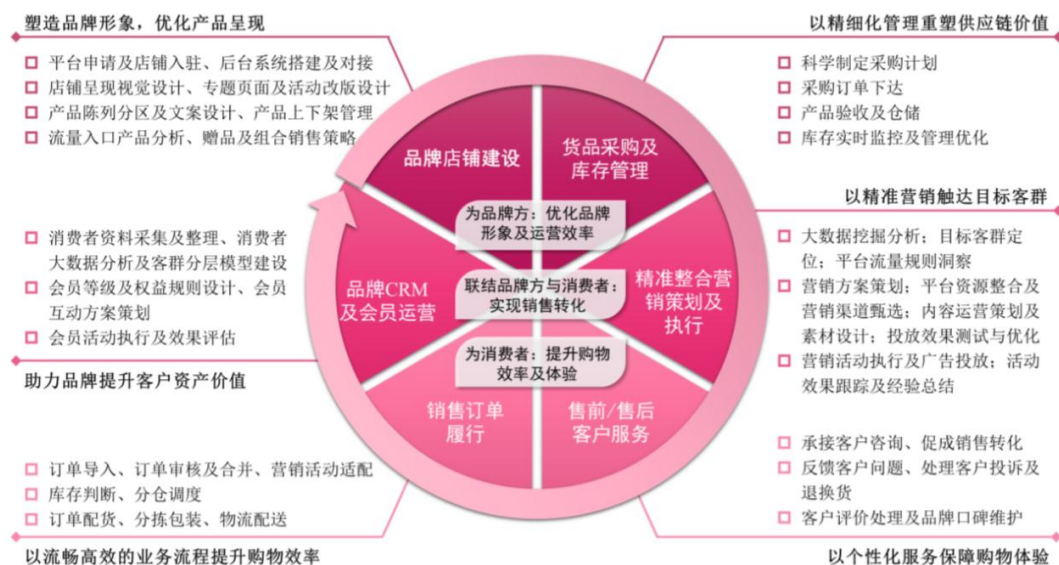 塑造品牌形象，优化产品呈现
平台申请及店铺入驻、后台系统搭建及对接
店铺呈现视觉设计、专题页面及活动改版设计
产品陈列分区及文案设计、产品上下架管理
流量入口产品分析、赠品及组合销售策略
以精细化管理重塑供应链价值
科学制定采购计划
采购订单下达
产品验收及仓储
库存实时监控及管理优化
品牌店铺建设
货品采购及
库存管理
为品牌方：优化品牌
形象及运营效率
联结品牌方与消费者：
实现销售转化
为消费者：提升购物
效率及体验
品牌CRM
及会员运营
精准整合营
销策划及
执行
销售订单
履行
售前/售后
客户服务
消费者资料采集及整理、消费者
大数据分析及客群分层模型建设
会员等级及权益规则设计、会员
互动方案策划
会员活动执行及效果评估
助力品牌提升客户资产价值
以精准营销触达目标客群
大数据挖掘分析；目标客群定
位；平台流量规则洞察
营销方案策划；平台资源整合及
营销渠道甄选；内容运营策划及
素材设计；投放效果测试与优化
营销活动执行及广告投放；活动
效果跟踪及经验总结
订单导入、订单审核及合并、营销活动适配
库存判断、分仓调度
订单配货、分拣包装、物流配送
以流畅高效的业务流程提升购物效率
承接客户咨询、促成销售转化
反馈客户问题、处理客户投诉及
退换货
客户评价处理及品牌口碑维护
以个性化服务保障购物体验